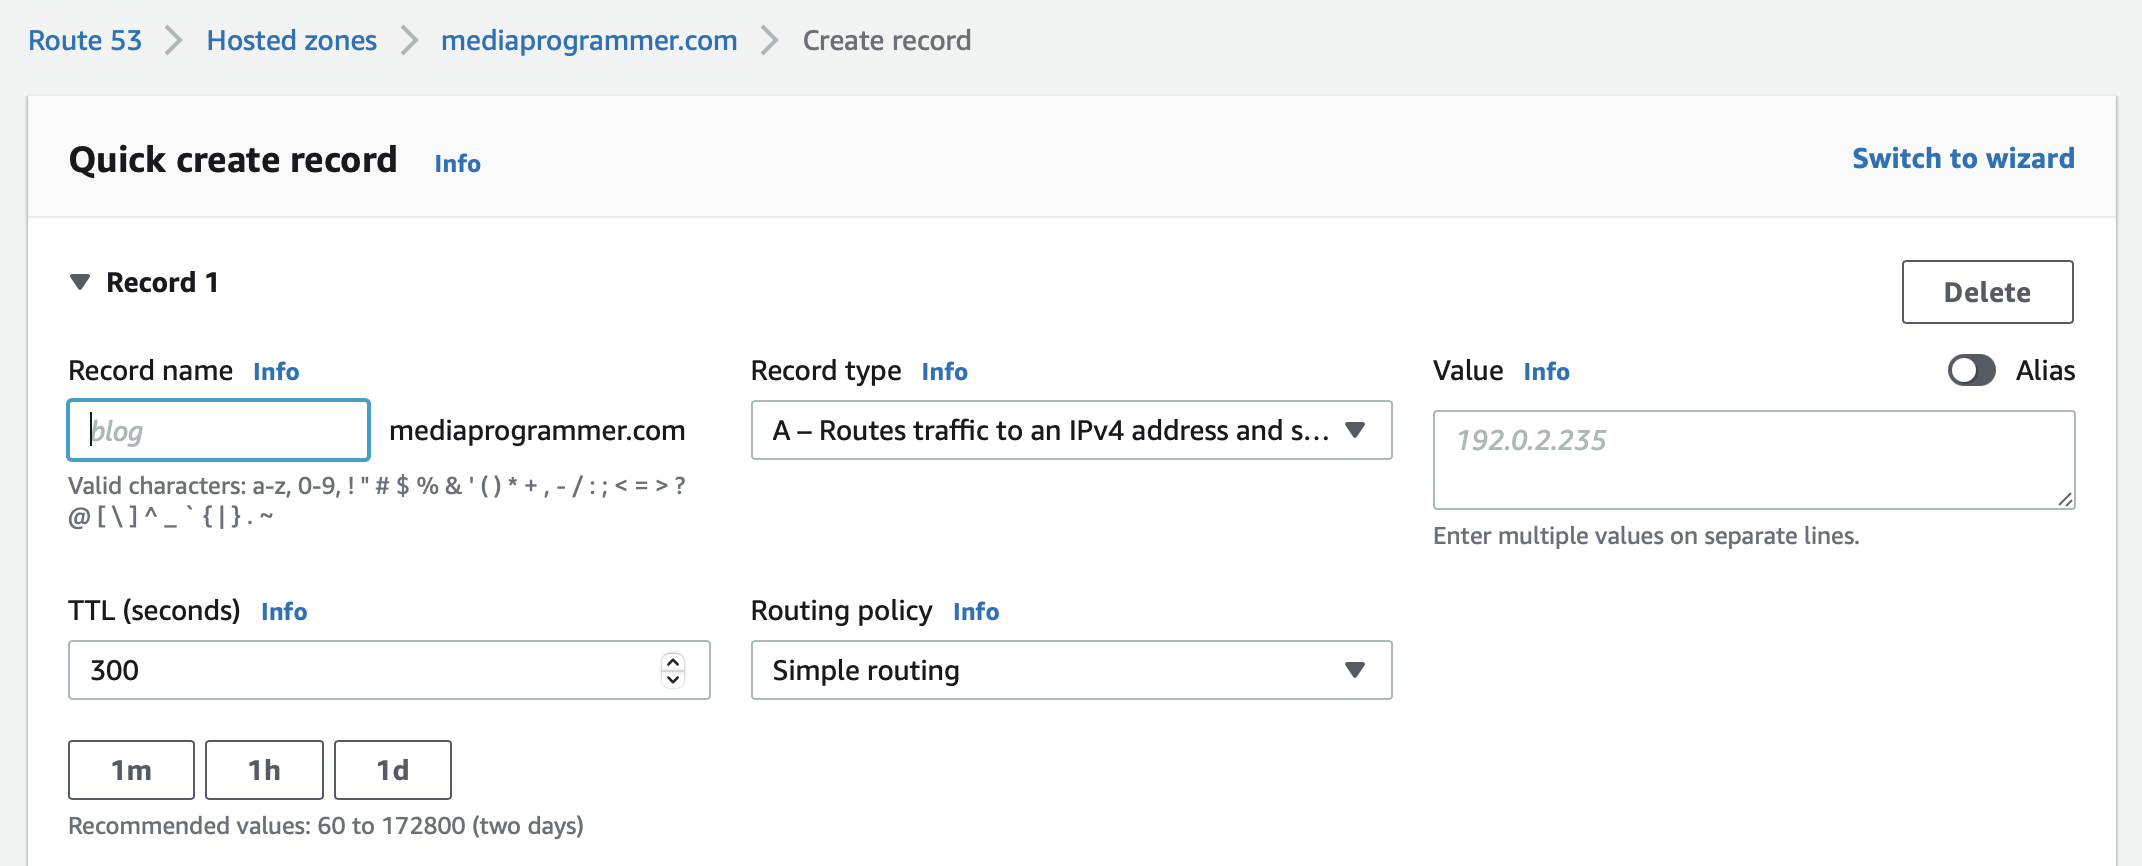 Route 53 Hosted zones mediaprogrammer.com Create record
Quick create record Info
Switch to wizard
Record 1
Delete
Record name Info
blog
mediaprogrammer.com
Valid characters: a-z, 0-9, ! " # $ % & ' ( ) * + , - / : ; < = > ?
@ [ \ ] ^ _ ` { | } . ~
Record type Info
A – Routes traffic to an IPv4 address and s...
Value Info
Alias
192.0.2.235
Enter multiple values on separate lines.
TTL (seconds) Info
300
Routing policy Info
Simple routing
1m 1h 1d
Recommended values: 60 to 172800 (two days)